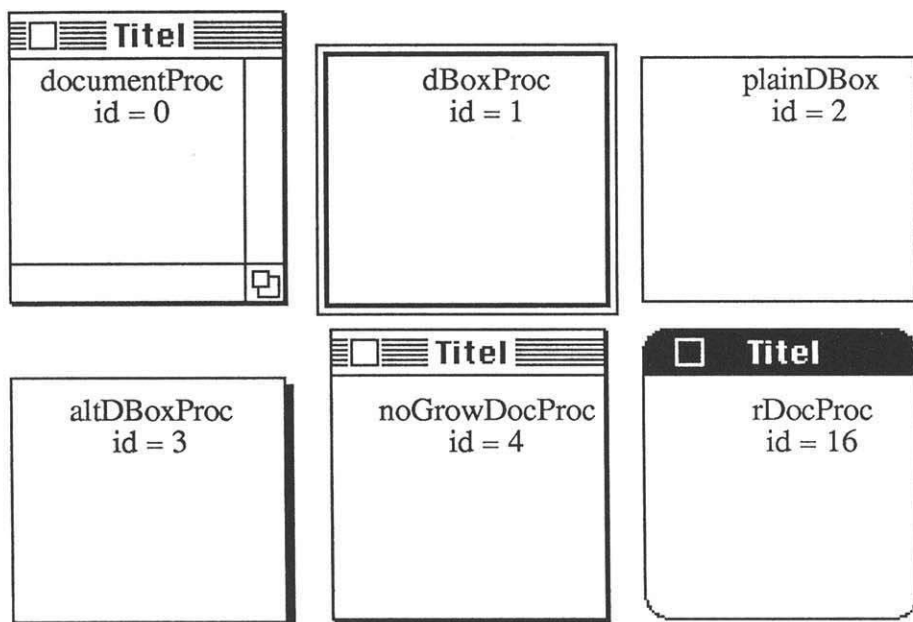 Titel
documentProc
id = 0
dBoxProc
id = 1
plainDBox
id = 2
altDBoxProc
id = 3
Titel
noGrowDocProc
id = 4
Titel
rDocProc
id = 16